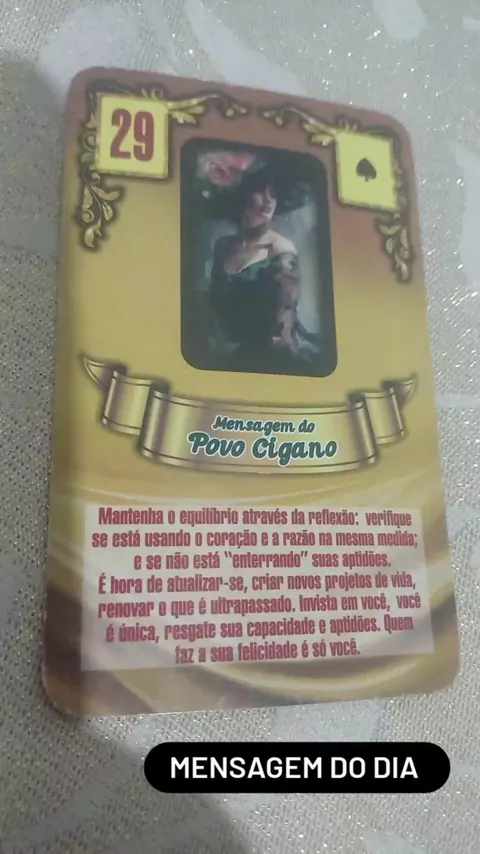 29
Mensagem do
Povo Cigano
Mantenha o equilíbrio através da reflexão: verifique
se está usando o coração e a razão na mesma medida;
e se não está "enterrando" suas aptidões.
É hora de atualizar-se, criar novos projetos de vida,
renovar o que é ultrapassado. Invista em você, você
é única, resgate sua capacidade e aptidões. Quem
faz a sua felicidade é só você.
MENSAGEM DO DIA